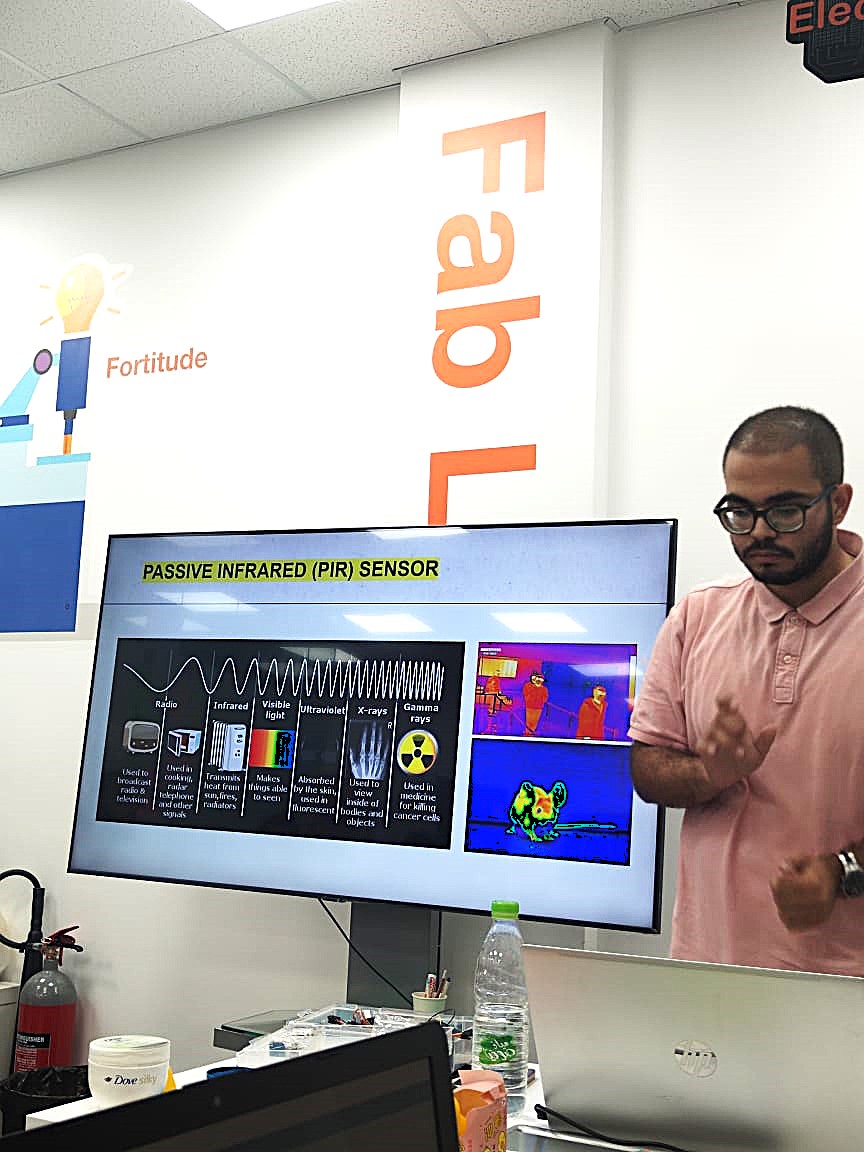 Elec
Fab L
Fortitude
PASSIVE INFRARED (PIR) SENSOR
Radio
Infrared
Visible
light
Ultraviolet
X-rays
Gamma
rays
R
Used to
broadcast
radio &
television
Used in
cooking,
radar
telephone
and other
signals
Transmits
heat from
sun, fires,
radiators
Makes
things able
to seen
Absorbed
by the skin,
used in
fluorescent
Used to
view
inside of
bodies and
objects
Used in
medicine
for killing
cancer cells
Dove silky
hp